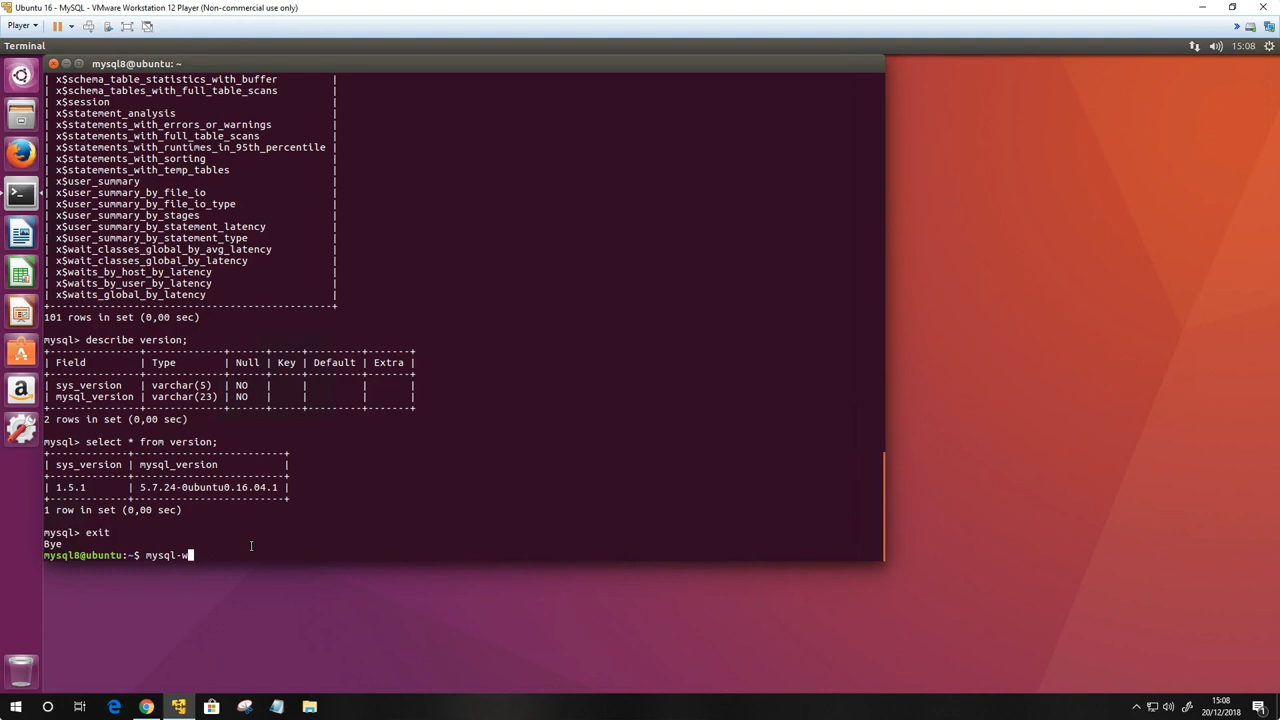 Ubuntu 16 - MySQL - VMware Workstation 12 Player (Non-commercial use only)
Player
Terminal
15:08
mysql8@ubuntu: ~
| x$schema_table_statistics_with_buffer |
| x$schema_tables_with_full_table_scans |
| x$session |
| x$statement_analysis |
| x$statements_with_errors_or_warnings |
| x$statements_with_full_table_scans |
| x$statements_with_runtimes_in_95th_percentile |
| x$statements_with_sorting |
| x$statements_with_temp_tables |
| x$user_summary |
| x$user_summary_by_file_io |
| x$user_summary_by_file_io_type |
| x$user_summary_by_stages |
| x$user_summary_by_statement_latency |
| x$user_summary_by_statement_type |
| x$wait_classes_global_by_avg_latency |
| x$wait_classes_global_by_latency |
| x$waits_by_host_by_latency |
| x$waits_by_user_by_latency |
| x$waits_global_by_latency |
+-----------------------------------------------+
101 rows in set (0,00 sec)
mysql> describe version;
+---------------+-------------+------+-----+---------+-------+
| Field | Type | Null | Key | Default | Extra |
+---------------+-------------+------+-----+---------+-------+
| sys_version | varchar(5) | NO | | | |
| mysql_version | varchar(23) | NO | | | |
+---------------+-------------+------+-----+---------+-------+
2 rows in set (0,00 sec)
mysql> select * from version;
+-------------+-------------------------+
| sys_version | mysql_version |
+-------------+-------------------------+
| 1.5.1 | 5.7.24-0ubuntu0.16.04.1 |
+-------------+-------------------------+
1 row in set (0,00 sec)
mysql> exit
Bye
mysql8@ubuntu:~$ mysql-w
15:08
20/12/2018